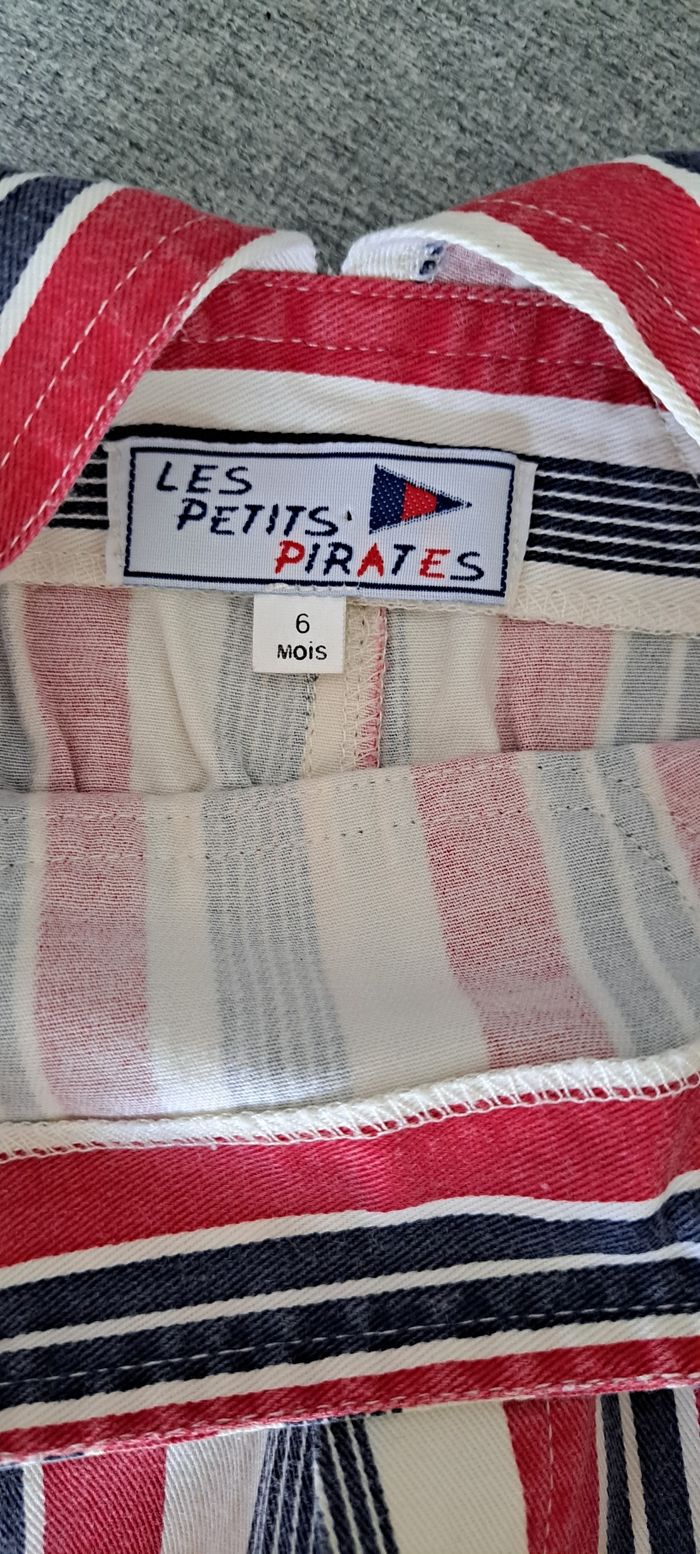 LES
PETITS
PIRATES
6
MOIS